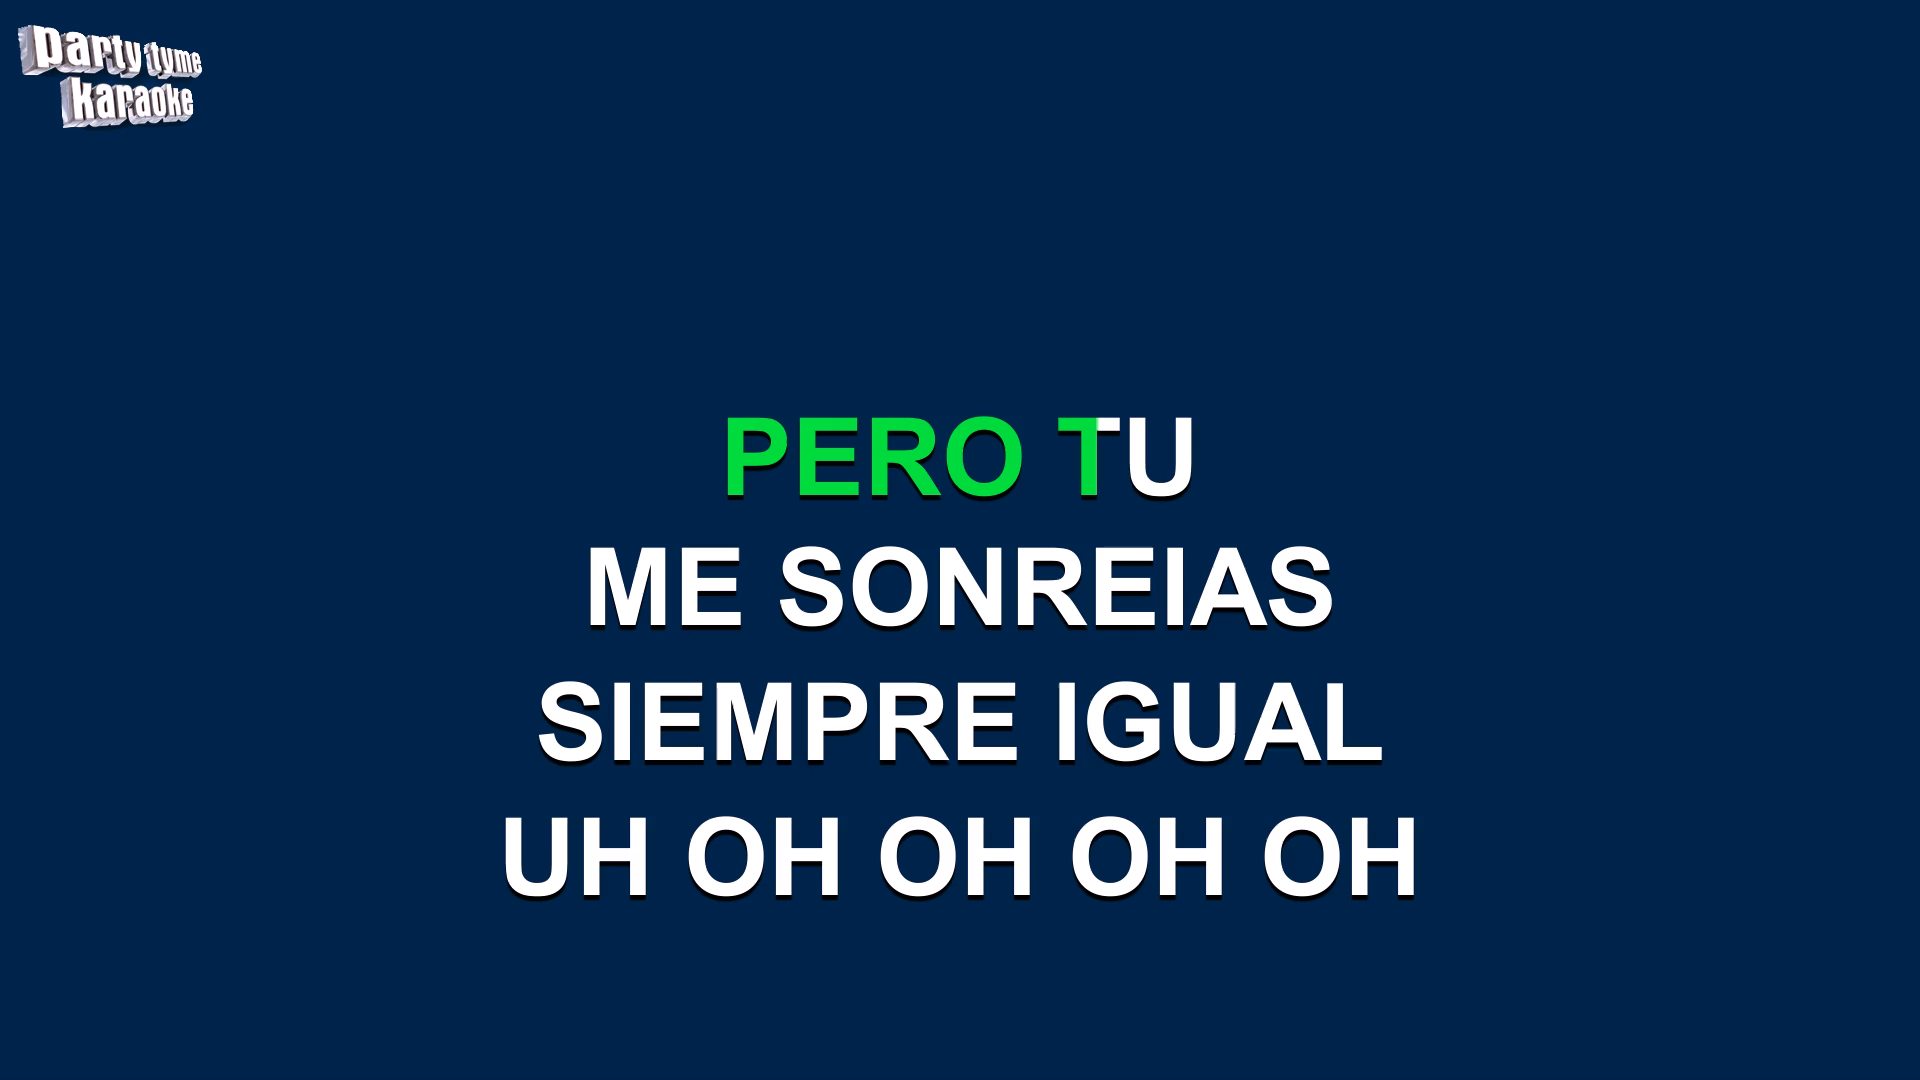 party tyme
karaoke
PERO TU
ME SONREIAS
SIEMPRE IGUAL
UH OH OH OH OH